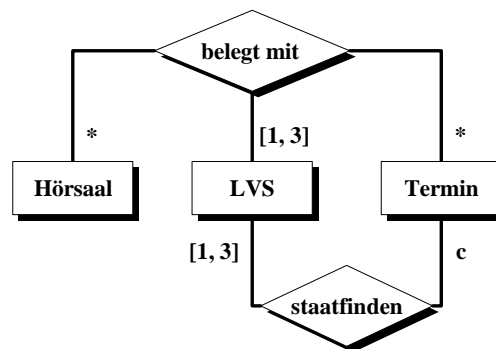 belegt mit
* [1, 3] *
Hörsaal LVS Termin
[1, 3] c
staatfinden